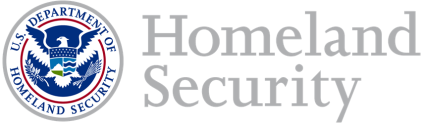 U.S. DEPARTMENT OF
HOMELAND SECURITY
Homeland
Security